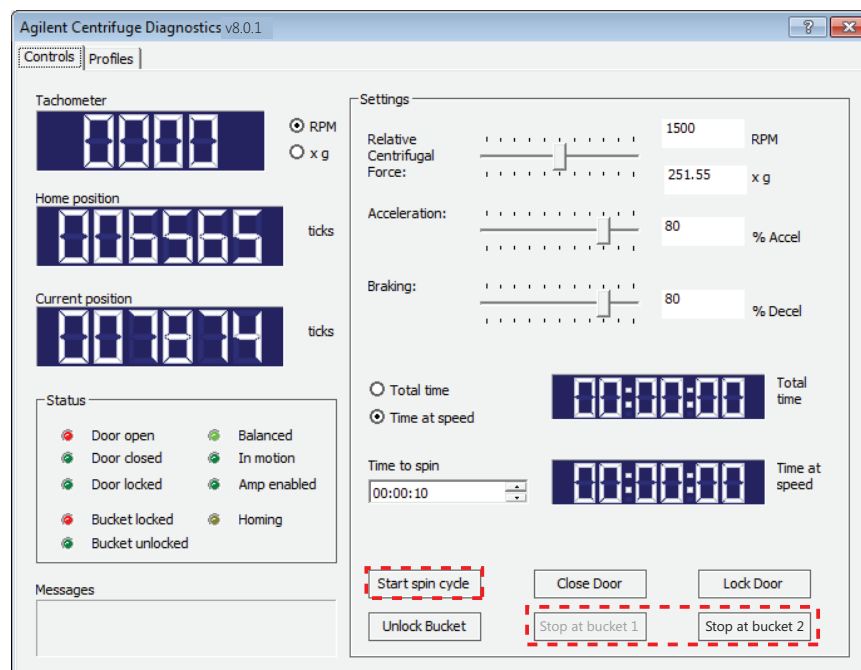 Agilent Centrifuge Diagnostics v8.0.1
?
Controls
Profiles
Tachometer
0000
RPM
x g
Home position
006565
ticks
Current position
007874
ticks
Status
Door open
Balanced
Door closed
In motion
Door locked
Amp enabled
Bucket locked
Homing
Bucket unlocked
Messages
Settings
Relative
Centrifugal
Force:
1500
RPM
251.55
x g
Acceleration:
80
% Accel
Braking:
80
% Decel
Total time
Time at speed
00:00:00
Total
time
Time to spin
00:00:10
00:00:00
Time at
speed
Start spin cycle
Close Door
Lock Door
Unlock Bucket
Stop at bucket 1
Stop at bucket 2